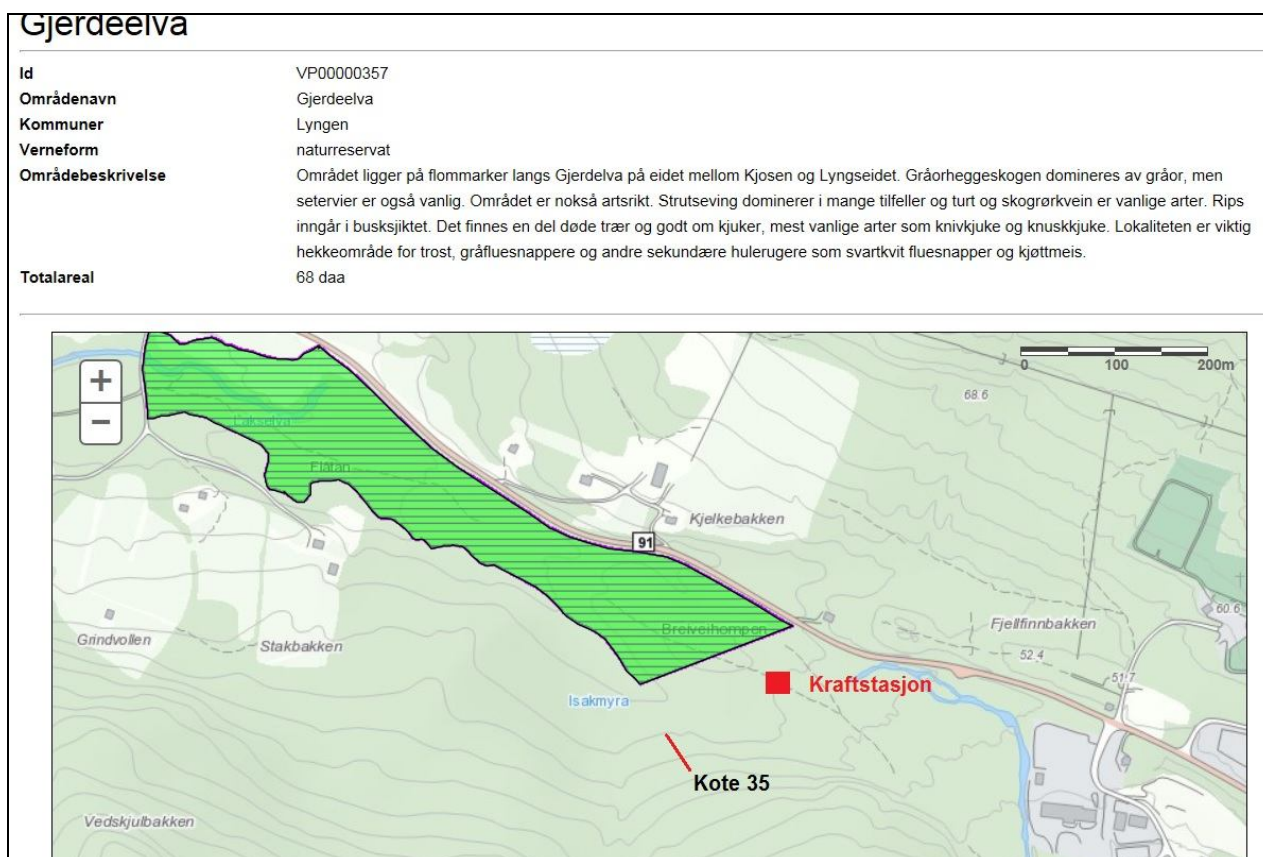 Gjerdeelva
Id VP00000357
Områdenavn Gjerdeelva
Kommuner Lyngen
Verneform naturreservat
Områdebeskrivelse Området ligger på flommarker langs Gjerdelva på eidet mellom Kjosen og Lyngseidet. Gråorheggeskogen domineres av gråor, men
setervier er også vanlig. Området er nokså artsrikt. Strutseving dominerer i mange tilfeller og turt og skogrørkvein er vanlige arter. Rips
inngår i busksjiktet. Det finnes en del døde trær og godt om kjuker, mest vanlige arter som knivkjuke og knuskkjuke. Lokaliteten er viktig
hekkeområde for trost, gråfluesnappere og andre sekundære hulerugere som svartkvit fluesnapper og kjøttmeis.
Totalareal 68 daa
+
−
0 100 200m
68.6
Lakselva
Flåtan
Kjelkebakken
91
60.6
Grindvollen
Stakbakken
Breiveihompen
Fjellfinnbakken
52.4
51.7
Kraftstasjon
Isakmyra
Kote 35
Vedskjulbakken